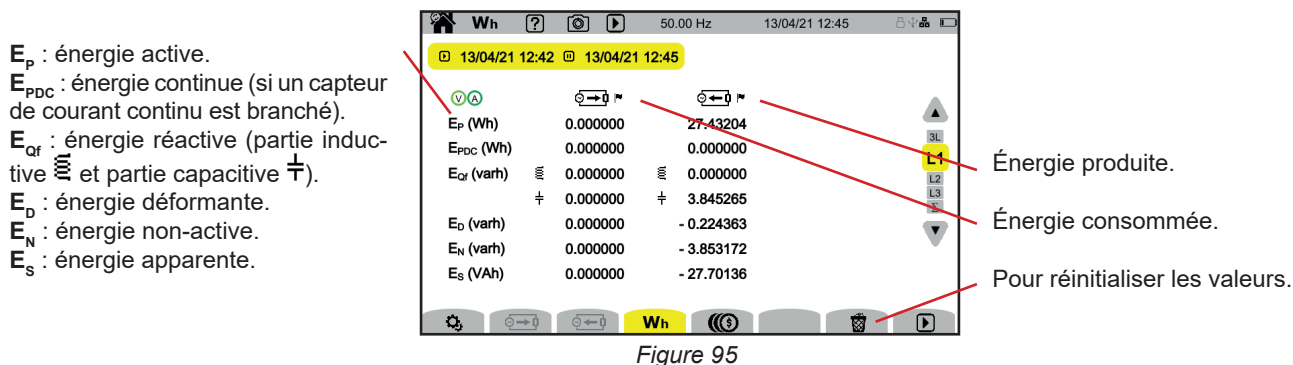 Wh ? 50.00 Hz 13/04/21 12:45
13/04/21 12:42 13/04/21 12:45
E_P : énergie active.
E_PDC : énergie continue (si un capteur
de courant continu est branché).
E_Qf : énergie réactive (partie induc-
tive et partie capacitive ).
E_D : énergie déformante.
E_N : énergie non-active.
E_S : énergie apparente.
V A
E_P (Wh) 0.000000 27.43204
E_PDC (Wh) 0.000000 0.000000
E_Qf (varh) 0.000000 0.000000
0.000000 3.845265
E_D (varh) 0.000000 - 0.224363
E_N (varh) 0.000000 - 3.853172
E_S (VAh) 0.000000 - 27.70136
3L
L1
L2
L3
Σ
Énergie produite.
Énergie consommée.
Pour réinitialiser les valeurs.
Wh $
Figure 95